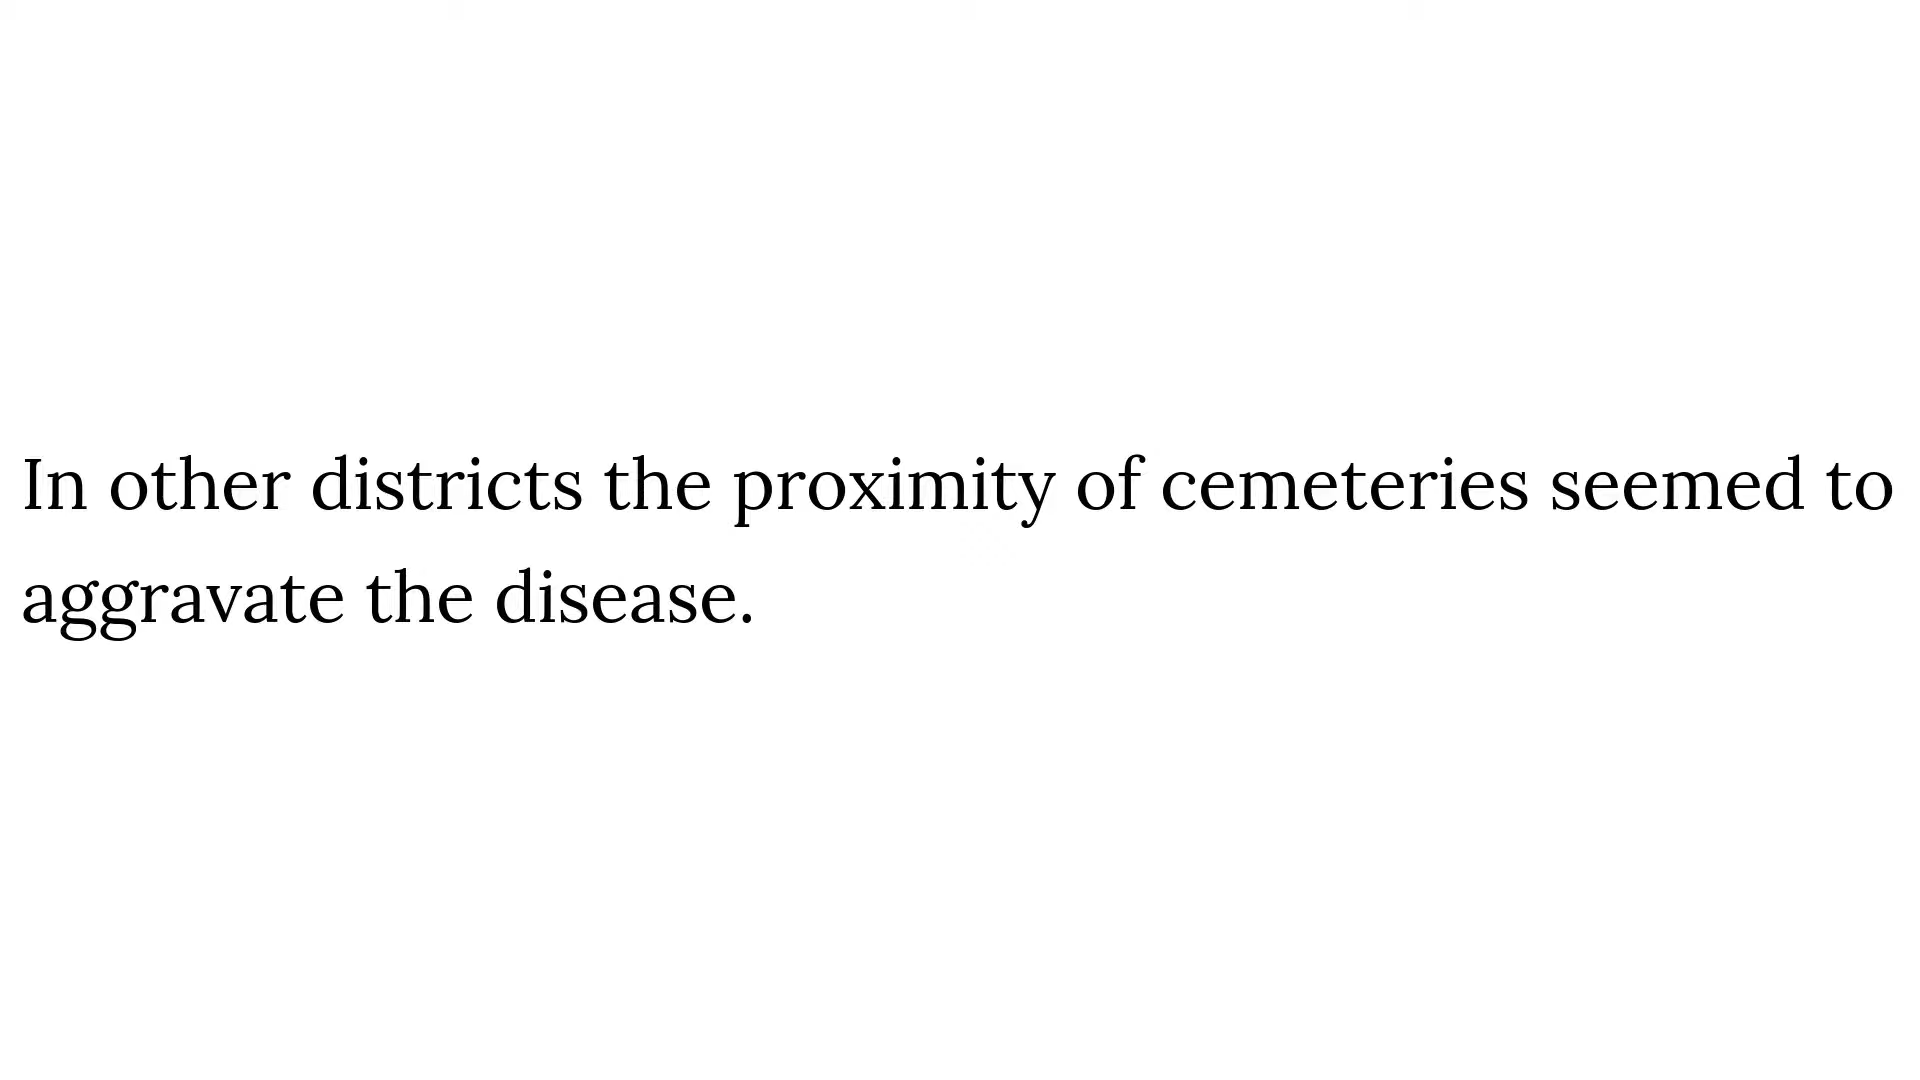 In other districts the proximity of cemeteries seemed to
aggravate the disease.